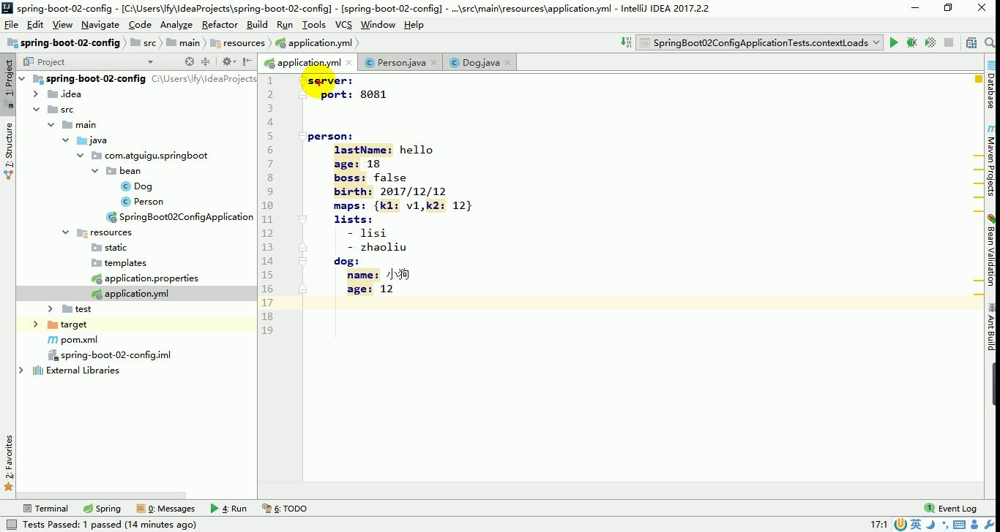 spring-boot-02-config - [C:\Users\lfy\IdeaProjects\spring-boot-02-config] - [spring-boot-02-config] - ...\src\main\resources\application.yml - IntelliJ IDEA 2017.2.2
File Edit View Navigate Code Analyze Refactor Build Run Tools VCS Window Help
spring-boot-02-config src main resources application.yml SpringBoot02ConfigApplicationTests.contextLoads
Project application.yml Person.java Dog.java
1: Project
7: Structure
2: Favorites
spring-boot-02-config C:\Users\lfy\IdeaProjects
.idea
src
main
java
com.atguigu.springboot
bean
Dog
Person
SpringBoot02ConfigApplication
resources
static
templates
application.properties
application.yml
test
target
pom.xml
spring-boot-02-config.iml
External Libraries
1 server:
2 port: 8081
3
4
5 person:
6 lastName: hello
7 age: 18
8 boss: false
9 birth: 2017/12/12
10 maps: {k1: v1,k2: 12}
11 lists:
12 - lisi
13 - zhaoliu
14 dog:
15 name: 小狗
16 age: 12
17
18
19
Database
Maven Projects
Bean Validation
Ant Build
Terminal Spring 0: Messages 4: Run 6: TODO 1 Event Log
Tests Passed: 1 passed (14 minutes ago) 17:1 英